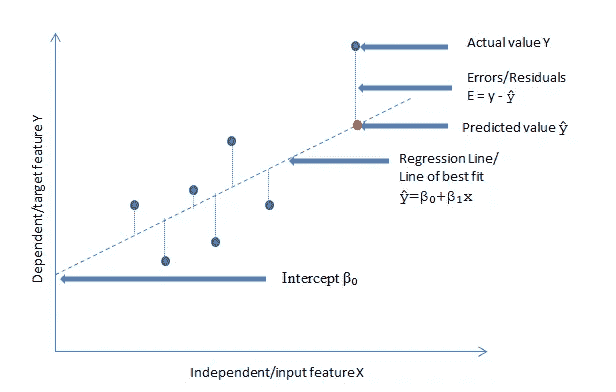 Actual value Y
Errors/Residuals
E = y - ŷ
Predicted value ŷ
Regression Line/
Line of best fit
ŷ=β₀+β₁x
Intercept β₀
Dependent/target feature Y
Independent/input feature X